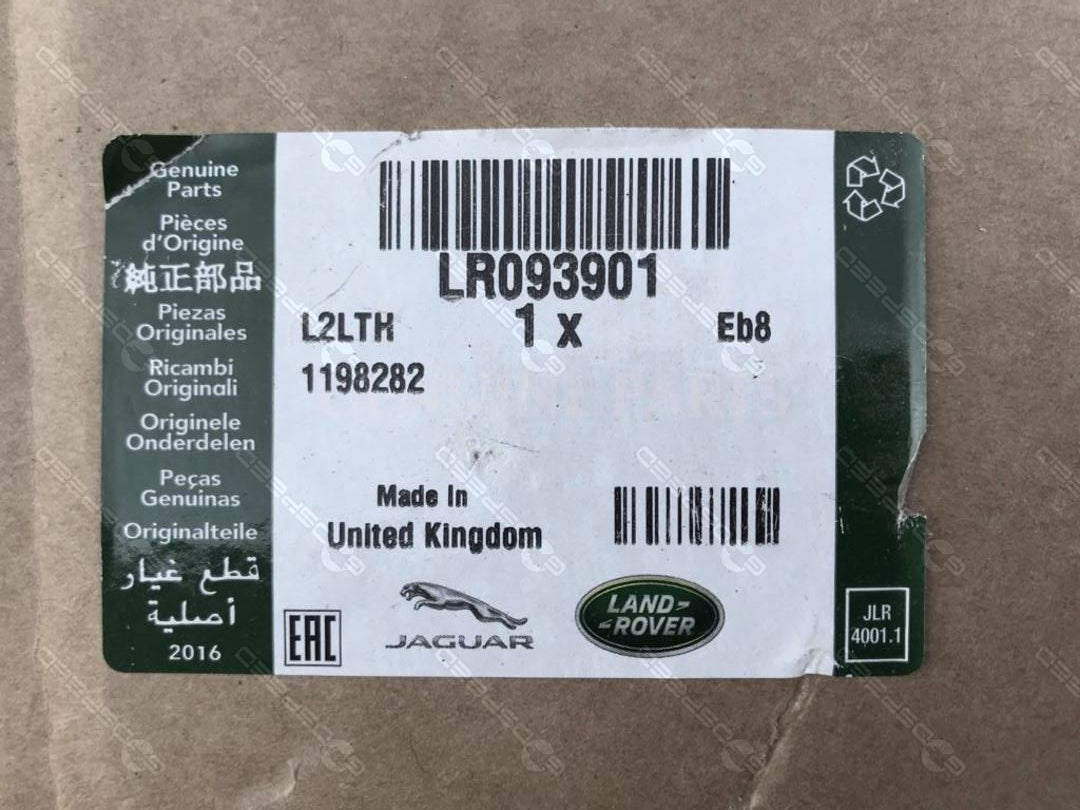 Genuine
Parts
Pièces
d'Origine
純正部品
Piezas
Originales
Ricambi
Originali
Originele
Onderdelen
Peças
Genuinas
Originalteile
قطع غيار
أصلية
2016
LR093901
L2LTH 1 x Eb8
1198282
Made In
United Kingdom
EAC
JAGUAR
LAND-
-ROVER
JLR
4001.1